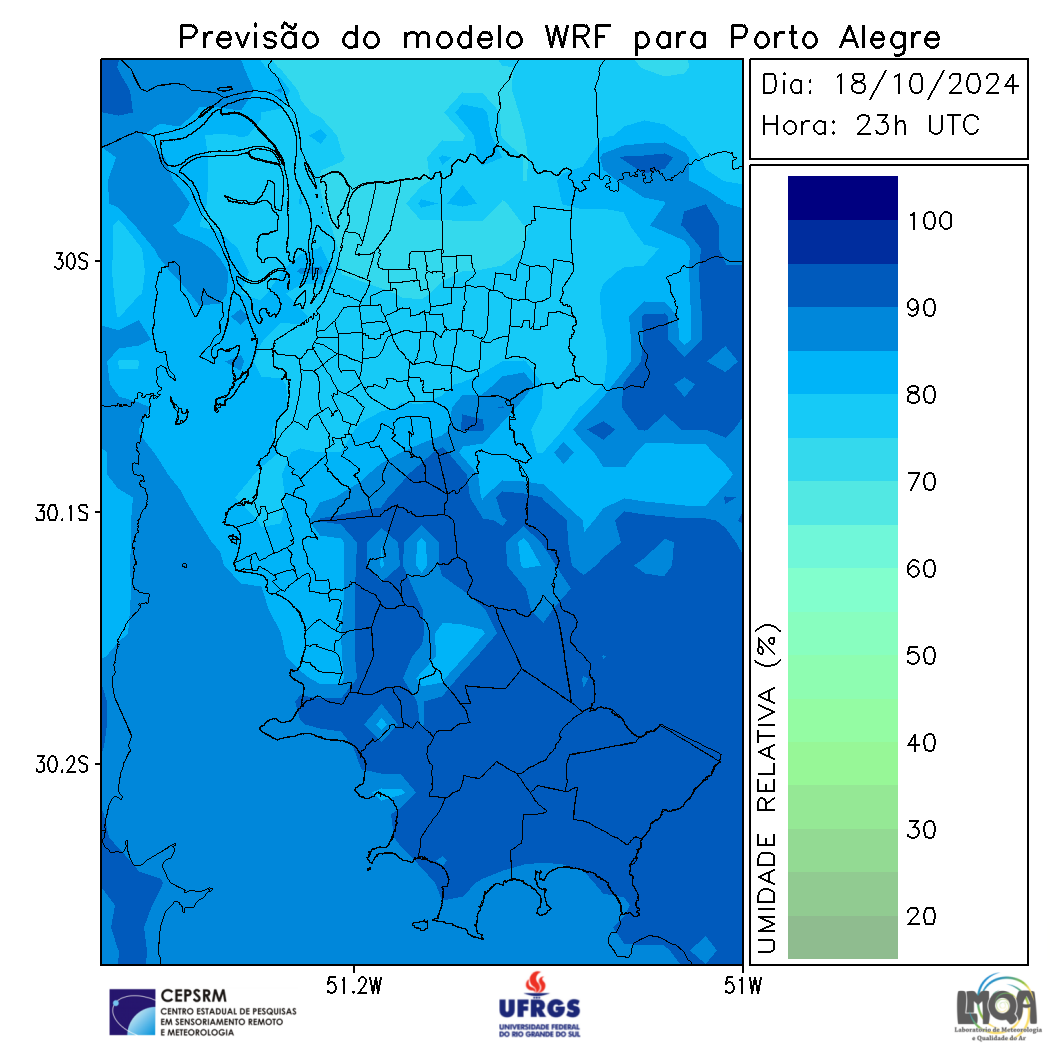 Previsão do modelo WRF para Porto Alegre
Dia: 18/10/2024
Hora: 23h UTC
30S
30.1S
30.2S
51.2W
51W
UMIDADE RELATIVA (%)
100
90
80
70
60
50
40
30
20
CEPSRM
CENTRO ESTADUAL DE PESQUISAS
EM SENSORIAMENTO REMOTO
E METEOROLOGIA
UFRGS
UNIVERSIDADE FEDERAL
DO RIO GRANDE DO SUL
LMQA
Laboratório de Meteorologia
e Qualidade do Ar